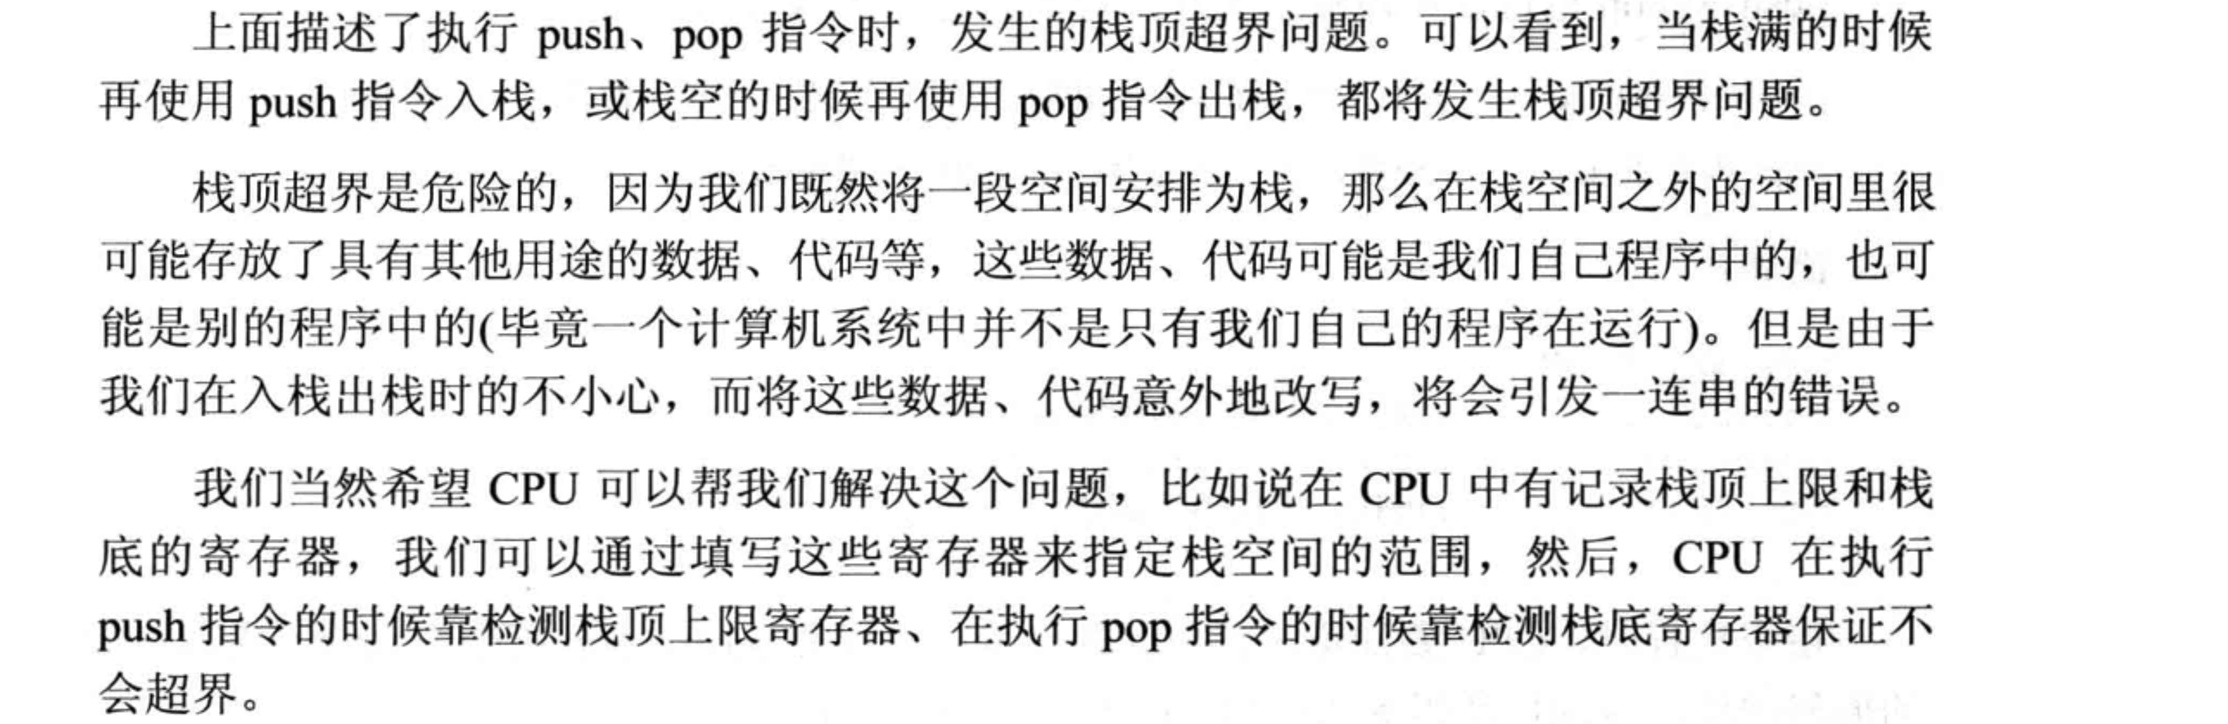 上面描述了执行 push、pop 指令时，发生的栈顶超界问题。可以看到，当栈满的时候
再使用 push 指令入栈，或栈空的时候再使用 pop 指令出栈，都将发生栈顶超界问题。
栈顶超界是危险的，因为我们既然将一段空间安排为栈，那么在栈空间之外的空间里很
可能存放了具有其他用途的数据、代码等，这些数据、代码可能是我们自己程序中的，也可
能是别的程序中的(毕竟一个计算机系统中并不是只有我们自己的程序在运行)。但是由于
我们在入栈出栈时的不小心，而将这些数据、代码意外地改写，将会引发一连串的错误。
我们当然希望 CPU 可以帮我们解决这个问题，比如说在 CPU 中有记录栈顶上限和栈
底的寄存器，我们可以通过填写这些寄存器来指定栈空间的范围，然后，CPU 在执行
push 指令的时候靠检测栈顶上限寄存器、在执行 pop 指令的时候靠检测栈底寄存器保证不
会超界。